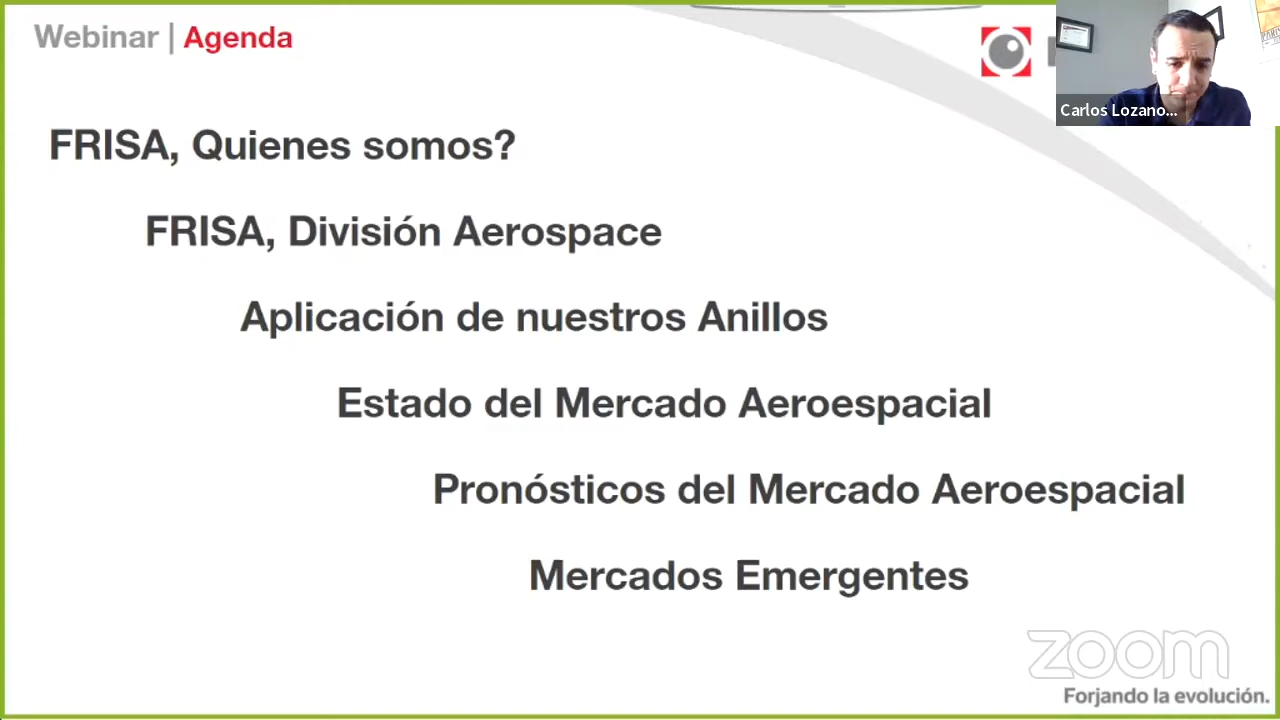 Webinar | Agenda
Carlos Lozano...
FRISA, Quienes somos?
FRISA, División Aerospace
Aplicación de nuestros Anillos
Estado del Mercado Aeroespacial
Pronósticos del Mercado Aeroespacial
Mercados Emergentes
zoom
Forjando la evolución.